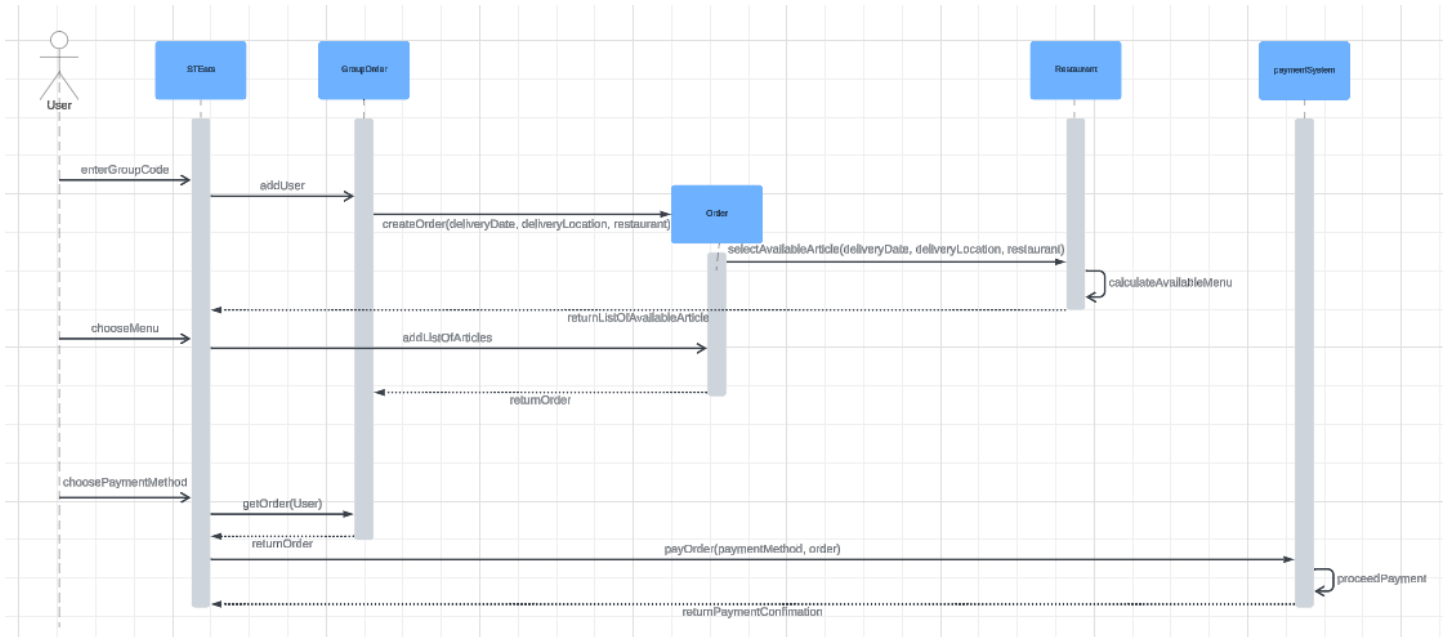 STEats
GroupOrder
Restaurant
paymentSystem
User
enterGroupCode
addUser
Order
createOrder(deliveryDate, deliveryLocation, restaurant)
selectAvailableArticle(deliveryDate, deliveryLocation, restaurant)
calculateAvailableMenu
returnListOfAvailableArticle
chooseMenu
addListOfArticles
returnOrder
choosePaymentMethod
getOrder(User)
returnOrder
payOrder(paymentMethod, order)
proceedPayment
returnPaymentConfimation